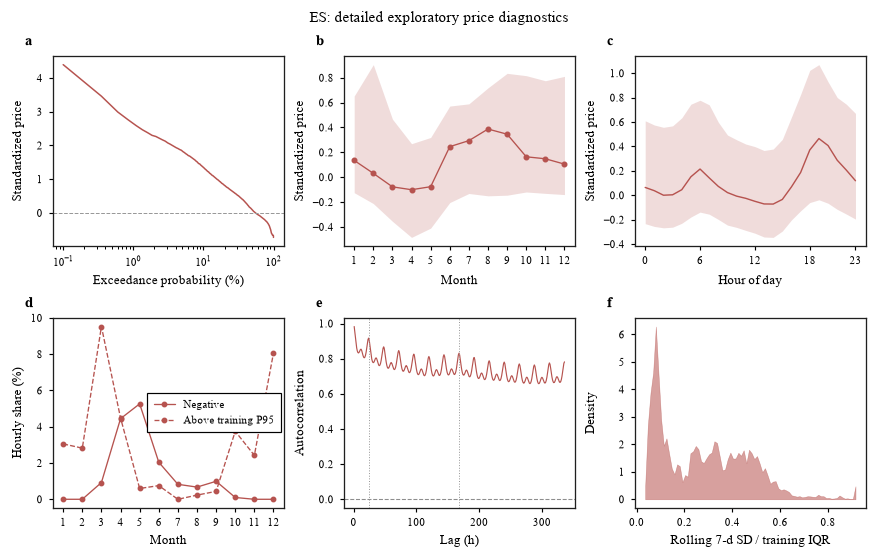 ES: detailed exploratory price diagnostics
a
Standardized price
4
3
2
1
0
10⁻¹ 10⁰ 10¹ 10²
Exceedance probability (%)
b
Standardized price
0.8
0.6
0.4
0.2
0.0
−0.2
−0.4
1 2 3 4 5 6 7 8 9 10 11 12
Month
c
Standardized price
1.0
0.8
0.6
0.4
0.2
0.0
−0.2
−0.4
0 6 12 18 23
Hour of day
d
Hourly share (%)
10
8
6
4
2
0
Negative
Above training P95
1 2 3 4 5 6 7 8 9 10 11 12
Month
e
Autocorrelation
1.0
0.8
0.6
0.4
0.2
0.0
0 100 200 300
Lag (h)
f
Density
6
5
4
3
2
1
0
0.0 0.2 0.4 0.6 0.8
Rolling 7-d SD / training IQR